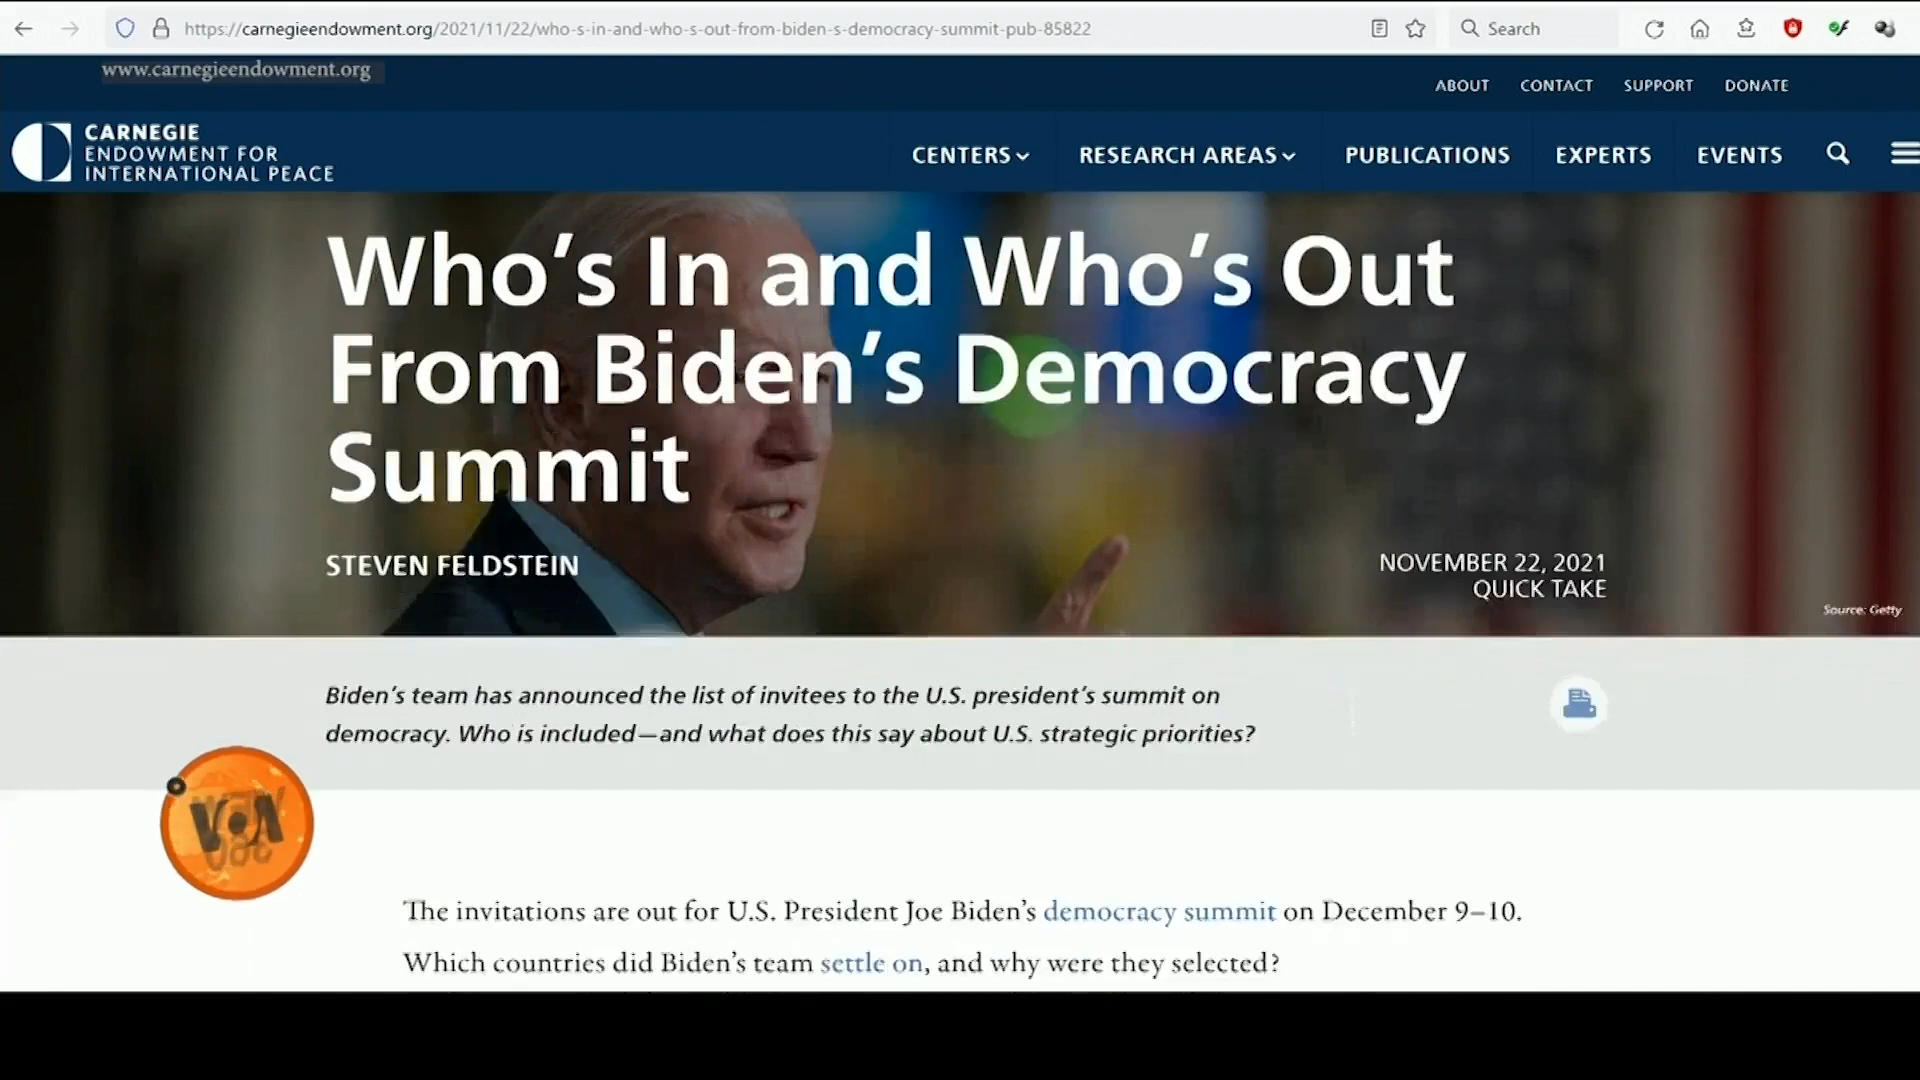 https://carnegieendowment.org/2021/11/22/who-s-in-and-who-s-out-from-biden-s-democracy-summit-pub-85822
Search
www.carnegieendowment.org
ABOUT CONTACT SUPPORT DONATE
CARNEGIE
ENDOWMENT FOR
INTERNATIONAL PEACE
CENTERS RESEARCH AREAS PUBLICATIONS EXPERTS EVENTS
Who’s In and Who’s Out
From Biden’s Democracy
Summit
STEVEN FELDSTEIN
NOVEMBER 22, 2021
QUICK TAKE
Source: Getty
Biden’s team has announced the list of invitees to the U.S. president’s summit on
democracy. Who is included—and what does this say about U.S. strategic priorities?
VOA
The invitations are out for U.S. President Joe Biden’s democracy summit on December 9–10.
Which countries did Biden’s team settle on, and why were they selected?